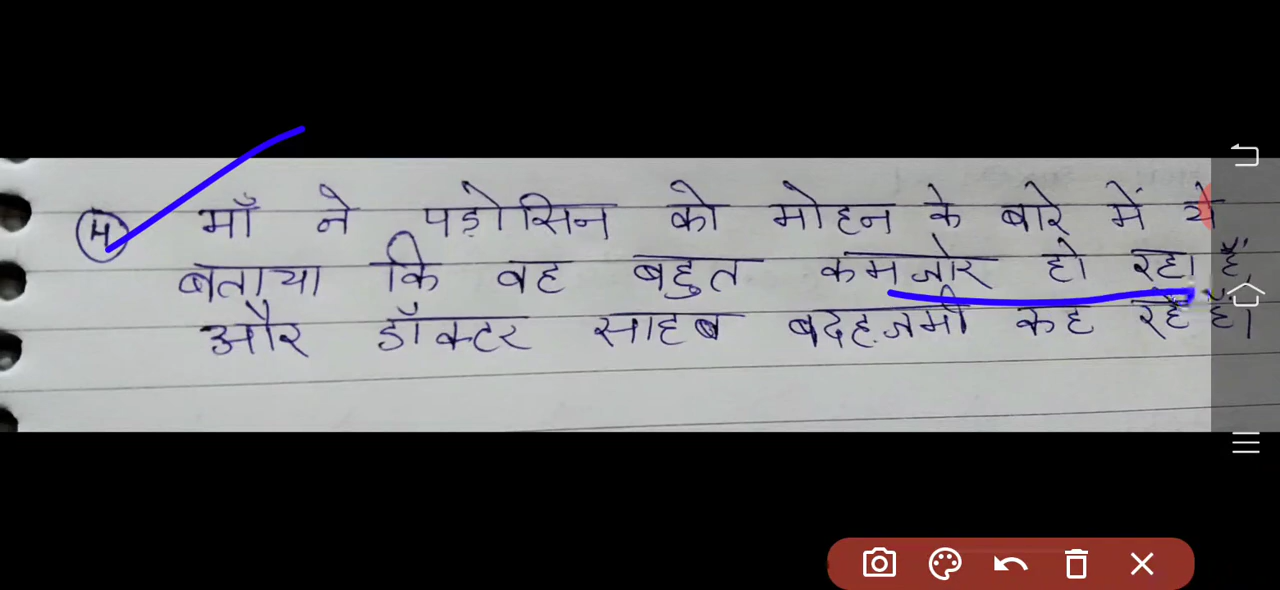 (4) माँ ने पड़ोसिन को मोहन के बारे में ये
बताया कि वह बहुत कमजोर हो रहा है,
और डॉक्टर साहब बदहजमी कह रहे हैं।